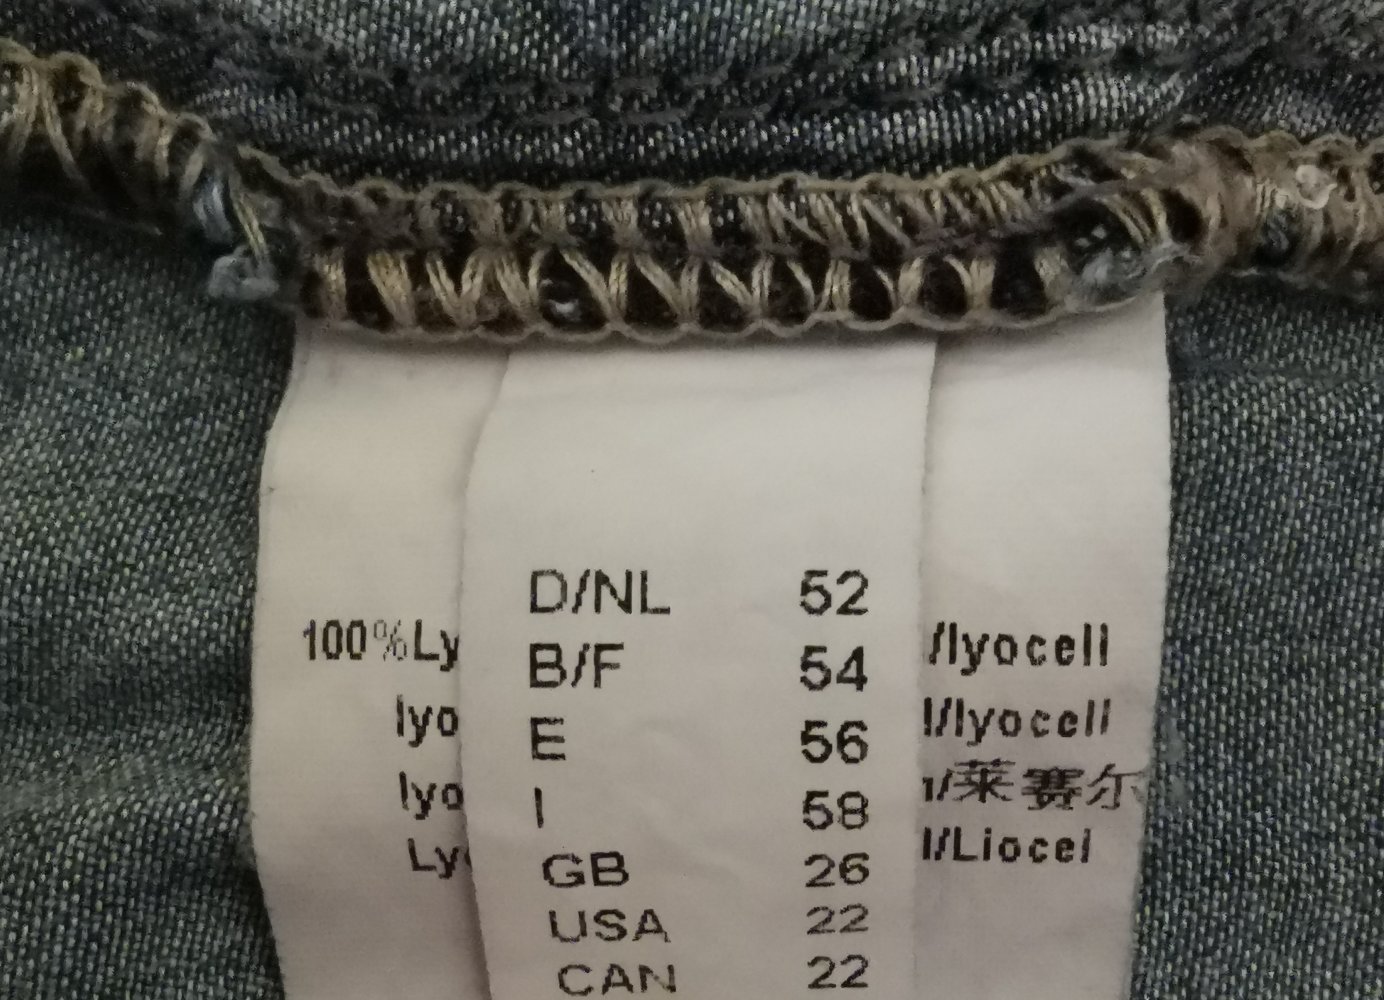 D/NL 52
B/F 54
E 56
I 58
GB 26
USA 22
CAN 22
100%Ly
lyo
lyo
Ly
/lyocell
l/lyocell
/莱赛尔
l/Liocel